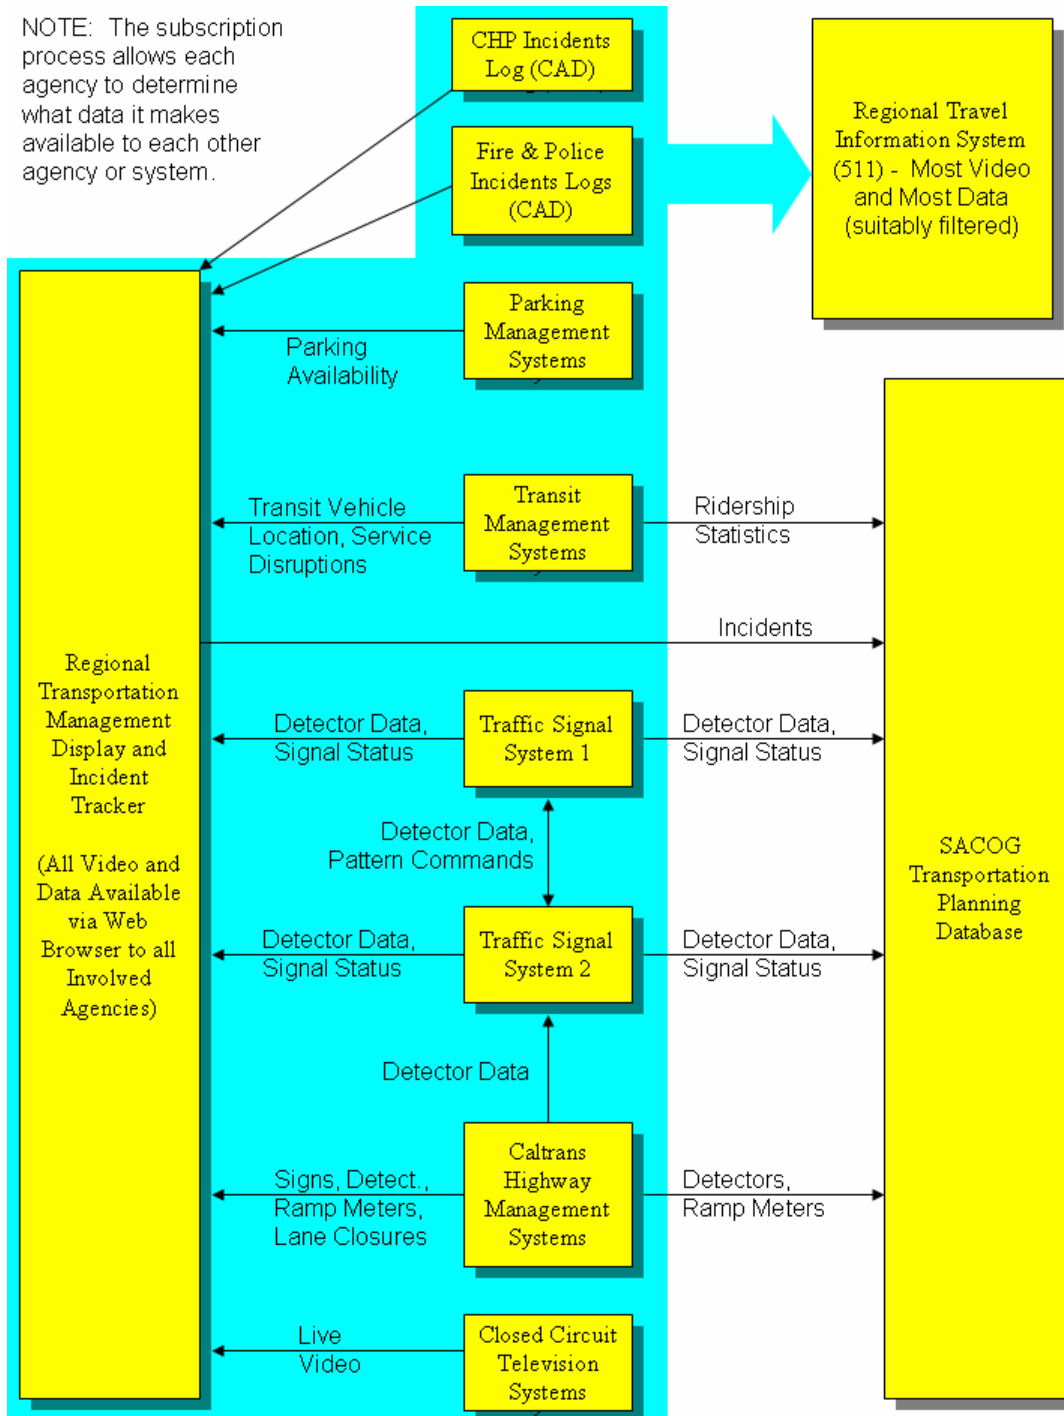 NOTE: The subscription
process allows each
agency to determine
what data it makes
available to each other
agency or system.
CHP Incidents
Log (CAD)
Fire & Police
Incidents Logs
(CAD)
Regional Travel
Information System
(511) - Most Video
and Most Data
(suitably filtered)
Parking
Management
Systems
Parking
Availability
Transit Vehicle
Location, Service
Disruptions
Transit
Management
Systems
Ridership
Statistics
Incidents
Regional
Transportation
Management
Display and
Incident
Tracker
(All Video and
Data Available
via Web
Browser to all
Involved
Agencies)
Detector Data,
Signal Status
Traffic Signal
System 1
Detector Data,
Signal Status
Detector Data,
Pattern Commands
SACOG
Transportation
Planning
Database
Detector Data,
Signal Status
Traffic Signal
System 2
Detector Data,
Signal Status
Detector Data
Signs, Detect.,
Ramp Meters,
Lane Closures
Caltrans
Highway
Management
Systems
Detectors,
Ramp Meters
Live
Video
Closed Circuit
Television
Systems